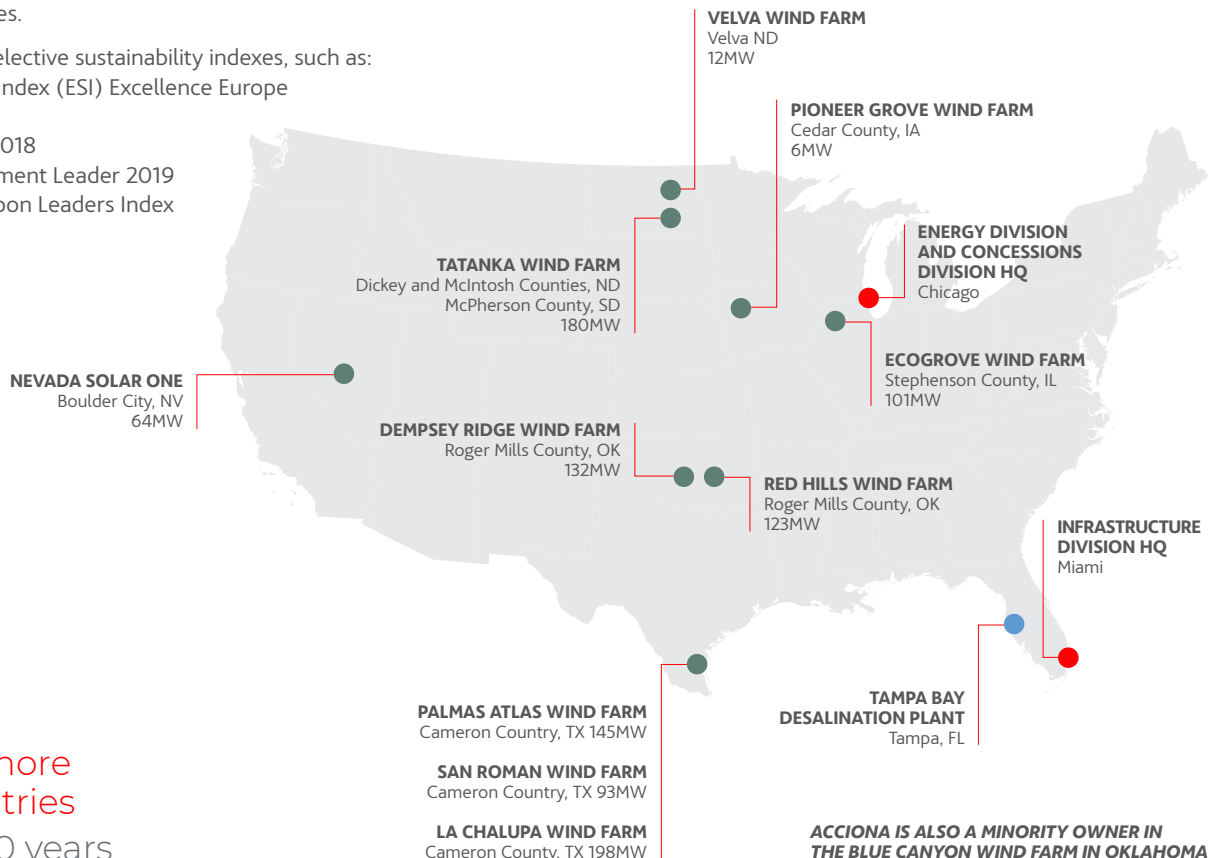 es.
elective sustainability indexes, such as:
ndex (ESI) Excellence Europe
018
ment Leader 2019
bon Leaders Index
VELVA WIND FARM
Velva ND
12MW
PIONEER GROVE WIND FARM
Cedar County, IA
6MW
ENERGY DIVISION
AND CONCESSIONS
DIVISION HQ
Chicago
TATANKA WIND FARM
Dickey and McIntosh Counties, ND
McPherson County, SD
180MW
ECOGROVE WIND FARM
Stephenson County, IL
101MW
NEVADA SOLAR ONE
Boulder City, NV
64MW
DEMPSEY RIDGE WIND FARM
Roger Mills County, OK
132MW
RED HILLS WIND FARM
Roger Mills County, OK
123MW
INFRASTRUCTURE
DIVISION HQ
Miami
TAMPA BAY
DESALINATION PLANT
Tampa, FL
PALMAS ATLAS WIND FARM
Cameron Country, TX 145MW
SAN ROMAN WIND FARM
Cameron Country, TX 93MW
LA CHALUPA WIND FARM
Cameron County, TX 198MW
more
tries
0 years
ACCIONA IS ALSO A MINORITY OWNER IN
THE BLUE CANYON WIND FARM IN OKLAHOMA